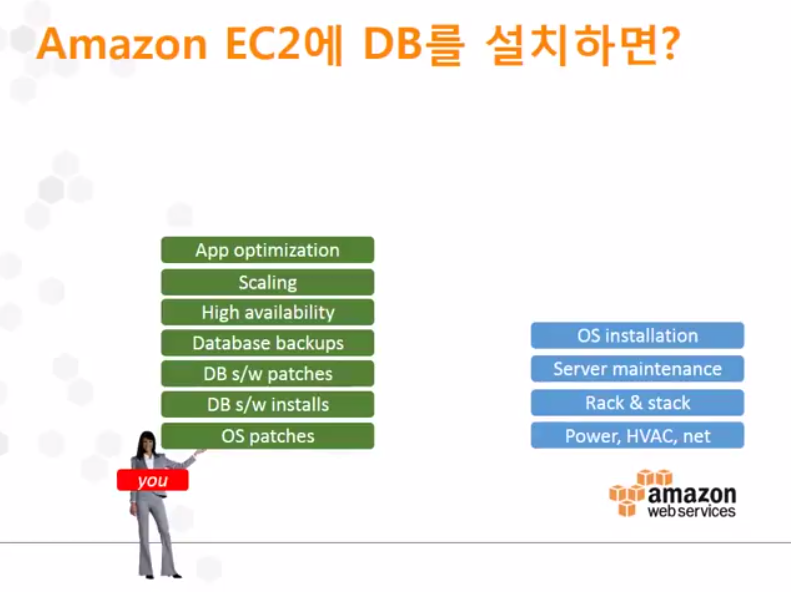 Amazon EC2에 DB를 설치하면?
App optimization
Scaling
High availability
Database backups
DB s/w patches
DB s/w installs
OS patches
you
OS installation
Server maintenance
Rack & stack
Power, HVAC, net
amazon
web services